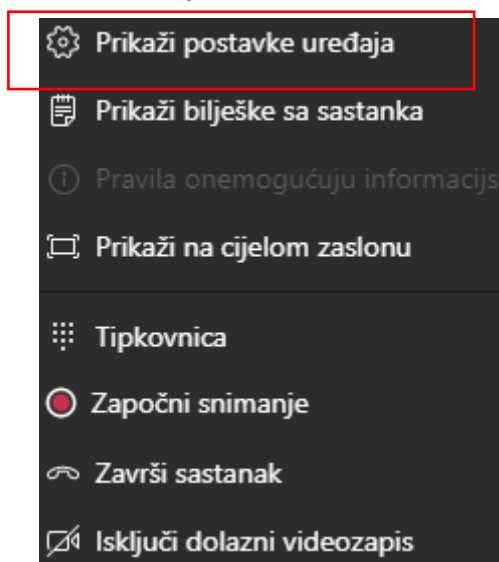 Prikaži postavke uređaja
Prikaži bilješke sa sastanka
Pravila onemogućuju informacijs
Prikaži na cijelom zaslonu
Tipkovnica
Započni snimanje
Završi sastanak
Isključi dolazni videozapis